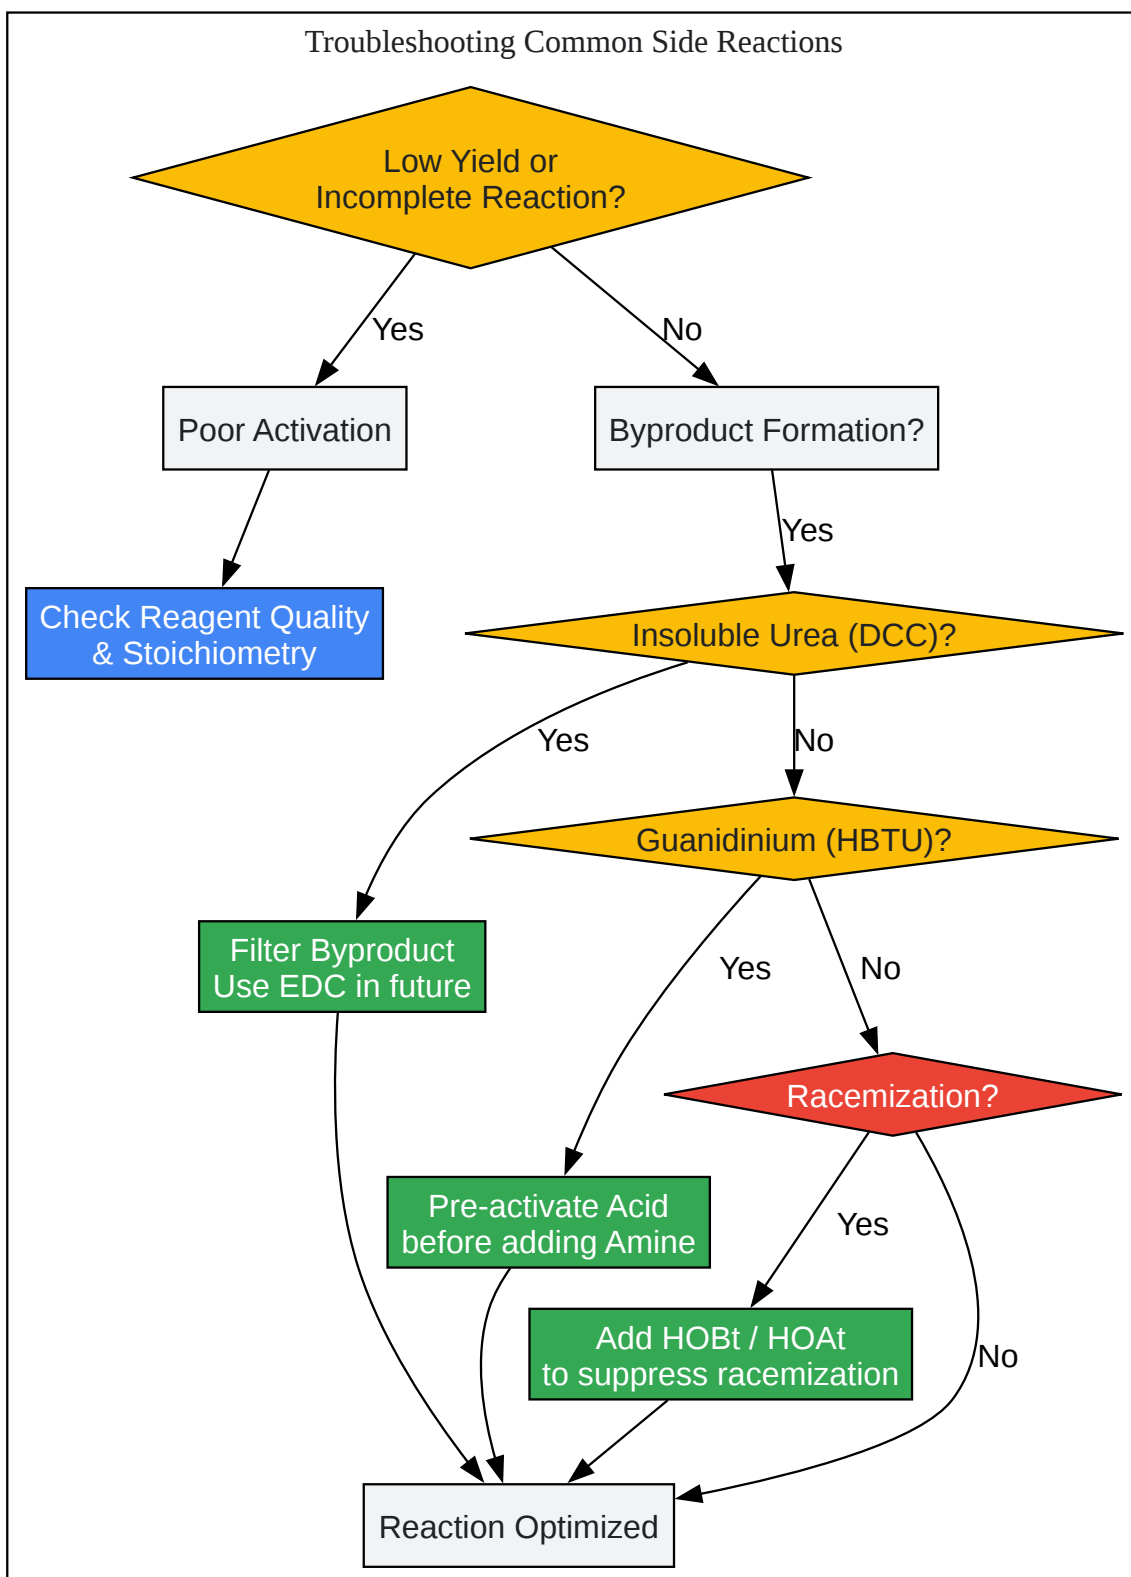 Troubleshooting Common Side Reactions
Low Yield or
Incomplete Reaction?
Yes
No
Poor Activation
Byproduct Formation?
Yes
Check Reagent Quality
& Stoichiometry
Insoluble Urea (DCC)?
Yes
No
Guanidinium (HBTU)?
Filter Byproduct
Use EDC in future
Yes
No
Racemization?
Pre-activate Acid
before adding Amine
Yes
Add HOBt / HOAt
to suppress racemization
No
Reaction Optimized